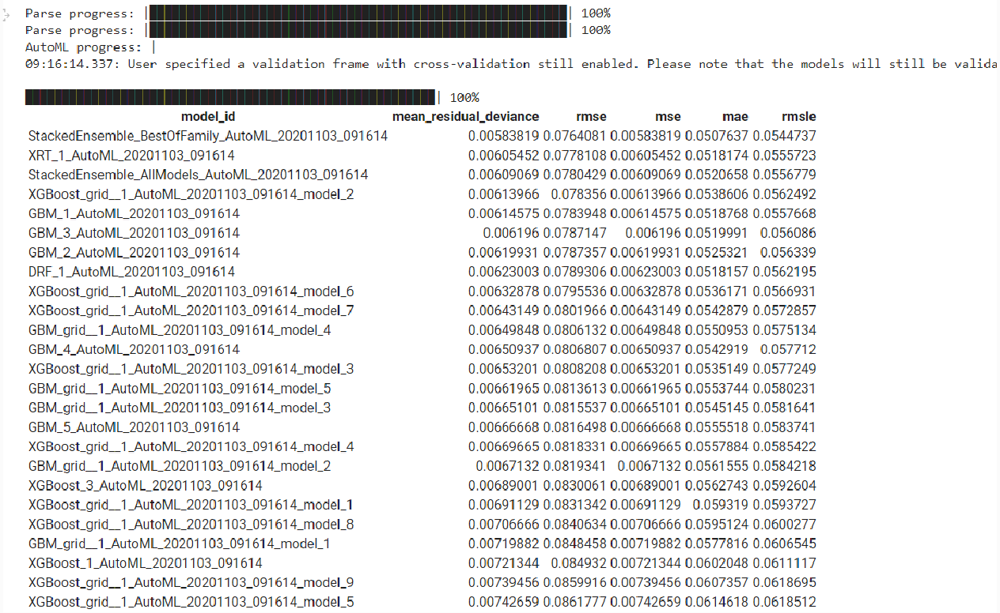 Parse progress: | | 100%
Parse progress: | | 100%
AutoML progress: |
09:16:14.337: User specified a validation frame with cross-validation still enabled. Please note that the models will still be valida
| 100%
model_id mean_residual_deviance rmse mse mae rmsle
StackedEnsemble_BestOfFamily_AutoML_20201103_091614 0.00583819 0.0764081 0.00583819 0.0507637 0.0544737
XRT_1_AutoML_20201103_091614 0.00605452 0.0778108 0.00605452 0.0518174 0.0555723
StackedEnsemble_AllModels_AutoML_20201103_091614 0.00609069 0.0780429 0.00609069 0.0520658 0.0556779
XGBoost_grid__1_AutoML_20201103_091614_model_2 0.00613966 0.078356 0.00613966 0.0538606 0.0562492
GBM_1_AutoML_20201103_091614 0.00614575 0.0783948 0.00614575 0.0518768 0.0557668
GBM_3_AutoML_20201103_091614 0.006196 0.0787147 0.006196 0.0519991 0.056086
GBM_2_AutoML_20201103_091614 0.00619931 0.0787357 0.00619931 0.0525321 0.056339
DRF_1_AutoML_20201103_091614 0.00623003 0.0789306 0.00623003 0.0518157 0.0562195
XGBoost_grid__1_AutoML_20201103_091614_model_6 0.00632878 0.0795536 0.00632878 0.0536171 0.0566931
XGBoost_grid__1_AutoML_20201103_091614_model_7 0.00643149 0.0801966 0.00643149 0.0542879 0.0572857
GBM_grid__1_AutoML_20201103_091614_model_4 0.00649848 0.0806132 0.00649848 0.0550953 0.0575134
GBM_4_AutoML_20201103_091614 0.00650937 0.0806807 0.00650937 0.0542919 0.057712
XGBoost_grid__1_AutoML_20201103_091614_model_3 0.00653201 0.0808208 0.00653201 0.0535149 0.0577249
GBM_grid__1_AutoML_20201103_091614_model_5 0.00661965 0.0813613 0.00661965 0.0553744 0.0580231
GBM_grid__1_AutoML_20201103_091614_model_3 0.00665101 0.0815537 0.00665101 0.0545145 0.0581641
GBM_5_AutoML_20201103_091614 0.00666668 0.0816498 0.00666668 0.0555518 0.0583741
XGBoost_grid__1_AutoML_20201103_091614_model_4 0.00669665 0.0818331 0.00669665 0.0557884 0.0585422
GBM_grid__1_AutoML_20201103_091614_model_2 0.0067132 0.0819341 0.0067132 0.0561555 0.0584218
XGBoost_3_AutoML_20201103_091614 0.00689001 0.0830061 0.00689001 0.0562743 0.0592604
XGBoost_grid__1_AutoML_20201103_091614_model_1 0.00691129 0.0831342 0.00691129 0.059319 0.0593727
XGBoost_grid__1_AutoML_20201103_091614_model_8 0.00706666 0.0840634 0.00706666 0.0595124 0.0600277
GBM_grid__1_AutoML_20201103_091614_model_1 0.00719882 0.0848458 0.00719882 0.0577816 0.0606545
XGBoost_1_AutoML_20201103_091614 0.00721344 0.084932 0.00721344 0.0602048 0.0611117
XGBoost_grid__1_AutoML_20201103_091614_model_9 0.00739456 0.0859916 0.00739456 0.0607357 0.0618695
XGBoost_grid__1_AutoML_20201103_091614_model_5 0.00742659 0.0861777 0.00742659 0.0614618 0.0618512